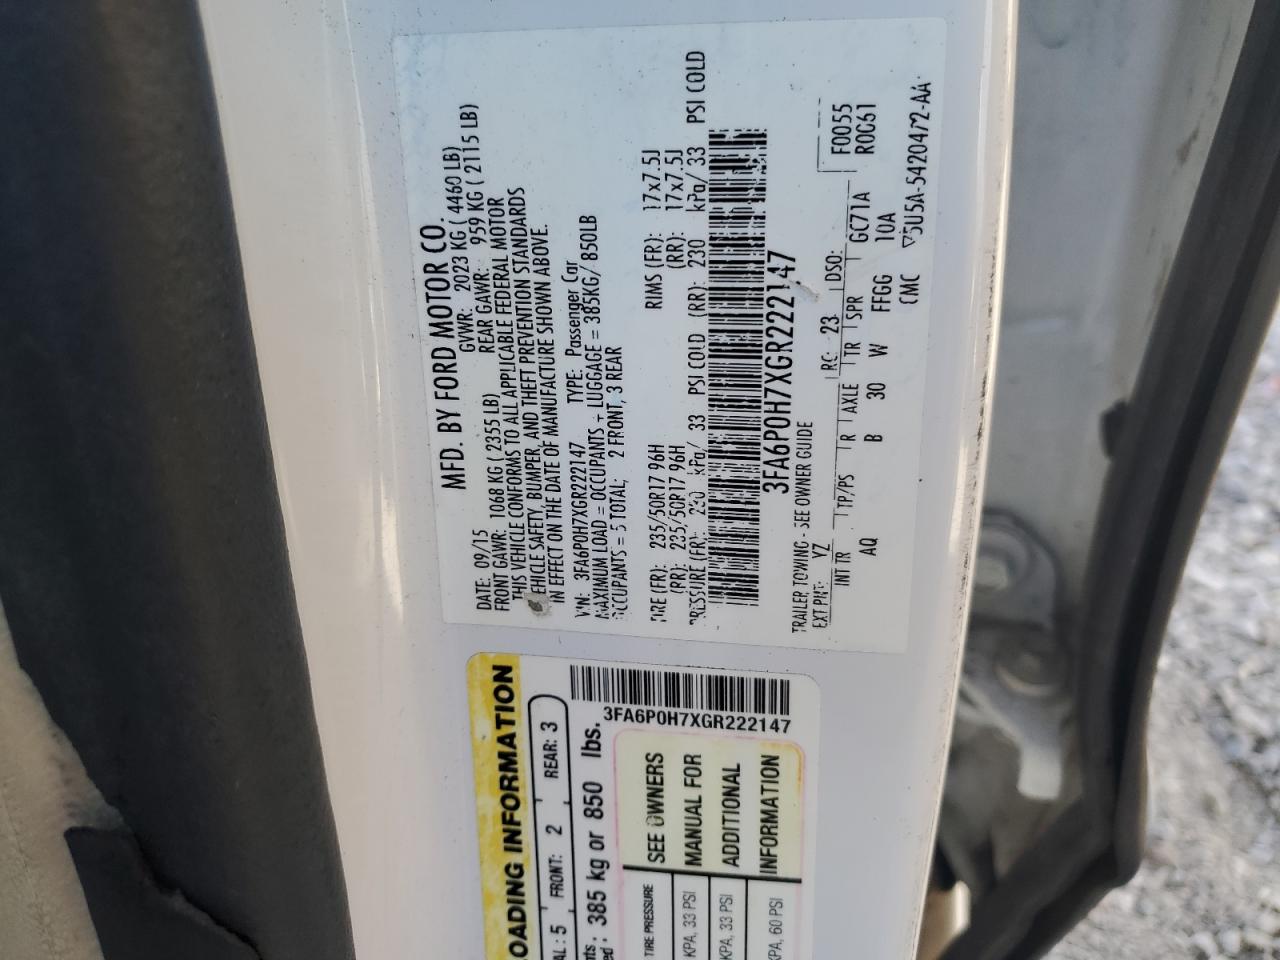 MFD. BY FORD MOTOR CO.
DATE: 09/15 GVWR: 2023 KG ( 4460 LB)
FRONT GAWR: 1068 KG ( 2355 LB) REAR GAWR: 959 KG ( 2115 LB)
THIS VEHICLE CONFORMS TO ALL APPLICABLE FEDERAL MOTOR
VEHICLE SAFETY, BUMPER, AND THEFT PREVENTION STANDARDS
IN EFFECT ON THE DATE OF MANUFACTURE SHOWN ABOVE.
VIN: 3FA6P0H7XGR222147 TYPE: Passenger Car
MAXIMUM LOAD = OCCUPANTS + LUGGAGE = 385KG/ 850LB
OCCUPANTS = 5 TOTAL; 2 FRONT, 3 REAR
TIRE (FR): 235/50R17 96H RIMS (FR): 17x7.5J
(RR): 235/50R17 96H (RR): 17x7.5J
PRESSURE (FR): 230 kPa/ 33 PSI COLD (RR): 230 kPa/ 33 PSI COLD
3FA6P0H7XGR222147
TRAILER TOWING - SEE OWNER GUIDE
EXT PNT: YZ RC: 23 DSO: F0055
INT TR TP/PS R AXLE TR SPR GC71A R0C61
AQ B 30 W FFGG 10A
CMC ▽5U5A-5420472-AA
LOADING INFORMATION
5 FRONT: 2 REAR: 3
385 kg or 850 lbs.
3FA6P0H7XGR222147
TIRE PRESSURE SEE OWNERS
KPA, 33 PSI MANUAL FOR
KPA, 33 PSI ADDITIONAL
KPA, 60 PSI INFORMATION